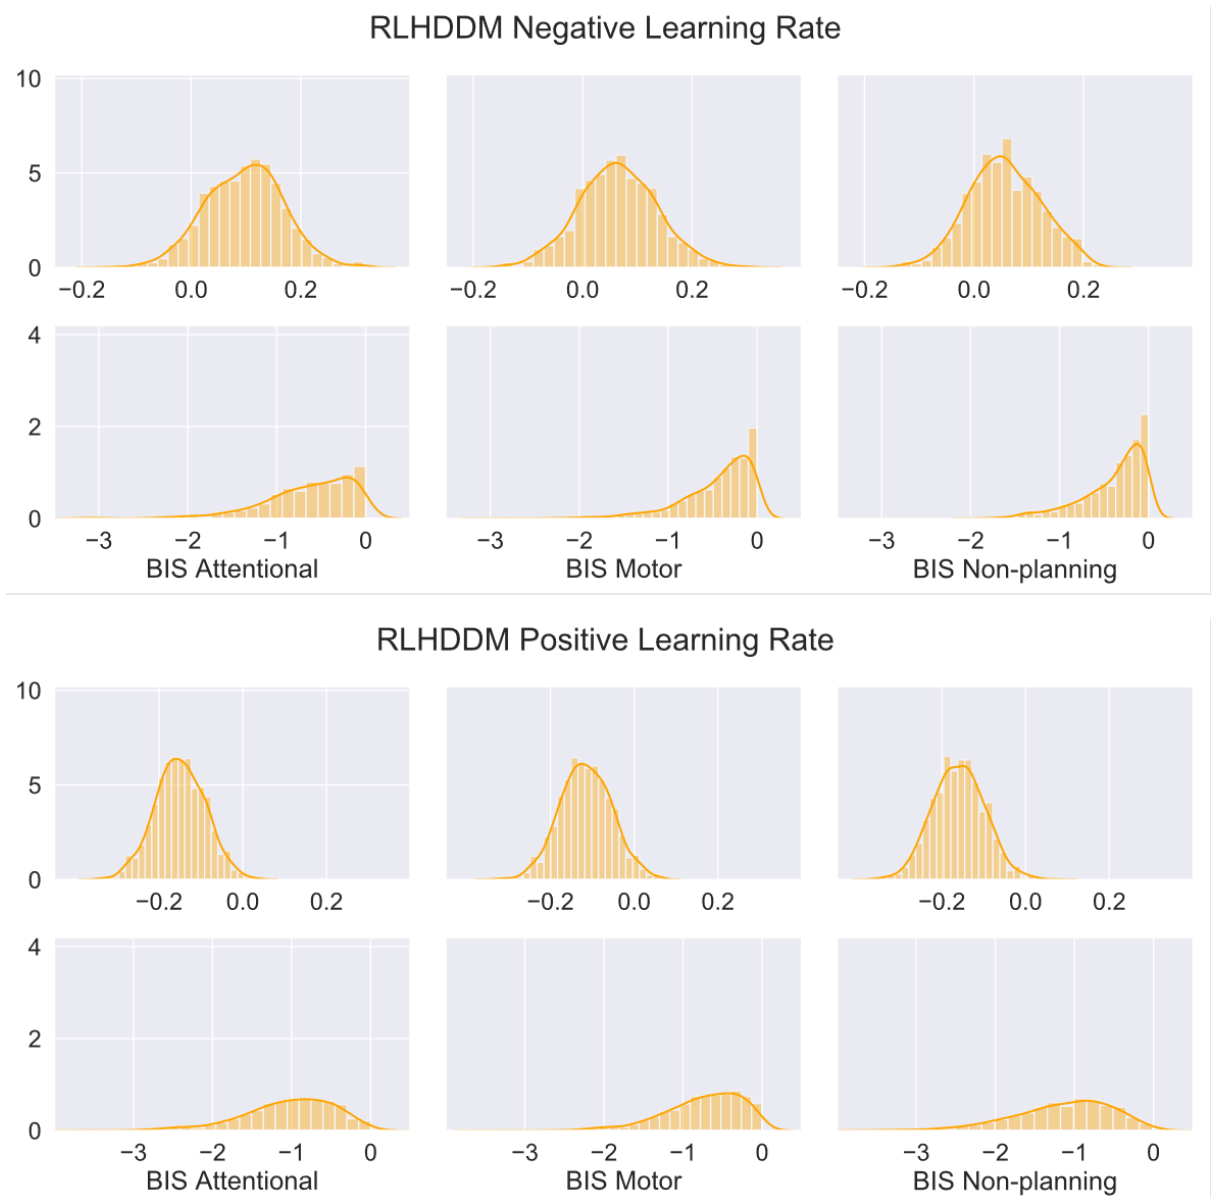 RLHDDM Negative Learning Rate
10
5
0
−0.2 0.0 0.2 −0.2 0.0 0.2 −0.2 0.0 0.2
4
2
0
−3 −2 −1 0 −3 −2 −1 0 −3 −2 −1 0
BIS Attentional BIS Motor BIS Non-planning
RLHDDM Positive Learning Rate
10
5
0
−0.2 0.0 0.2 −0.2 0.0 0.2 −0.2 0.0 0.2
4
2
0
−3 −2 −1 0 −3 −2 −1 0 −3 −2 −1 0
BIS Attentional BIS Motor BIS Non-planning